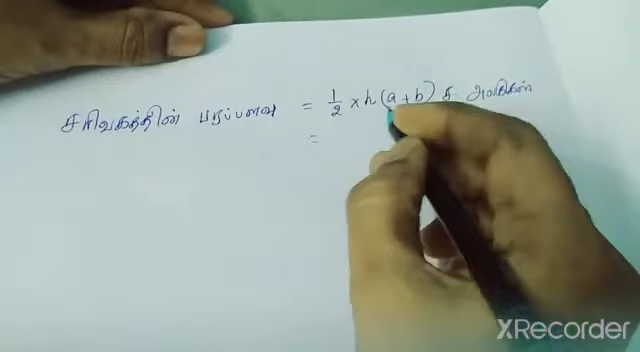 சரிவகத்தின் பரப்பளவு = 1/2 x h (a + b) ச. அலகுகள்
=
XRecorder